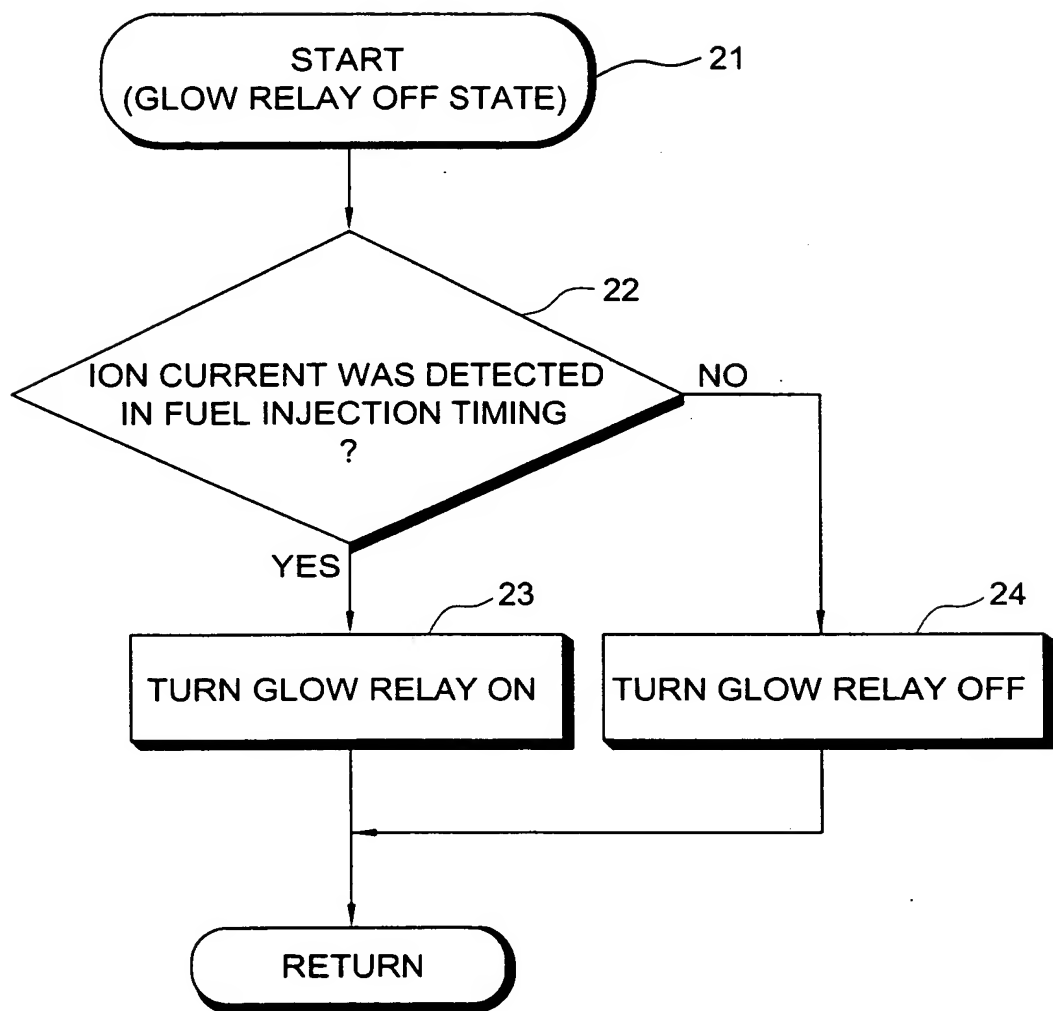 START
(GLOW RELAY OFF STATE)
21
22
ION CURRENT WAS DETECTED
IN FUEL INJECTION TIMING
?
NO
YES
23
24
TURN GLOW RELAY ON
TURN GLOW RELAY OFF
RETURN